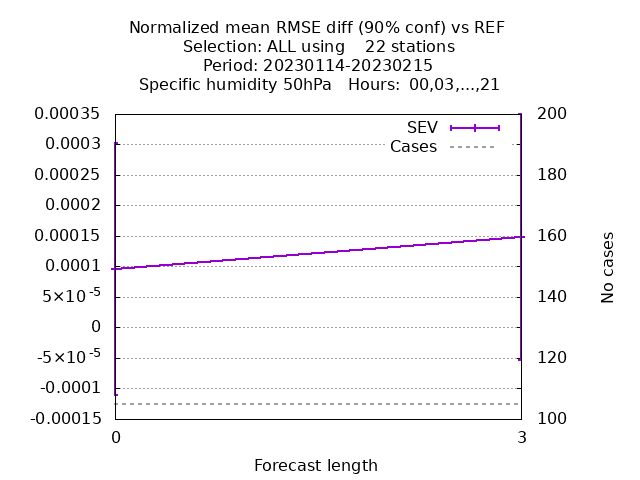 Normalized mean RMSE diff (90% conf) vs REF
Selection: ALL using    22 stations
Period: 20230114-20230215
Specific humidity 50hPa   Hours: 00,03,...,21
0.00035
0.0003
0.00025
0.0002
0.00015
0.0001
5×10⁻⁵
0
-5×10⁻⁵
-0.0001
-0.00015
SEV
Cases
200
180
160
140
120
100
No cases
0 3
Forecast length